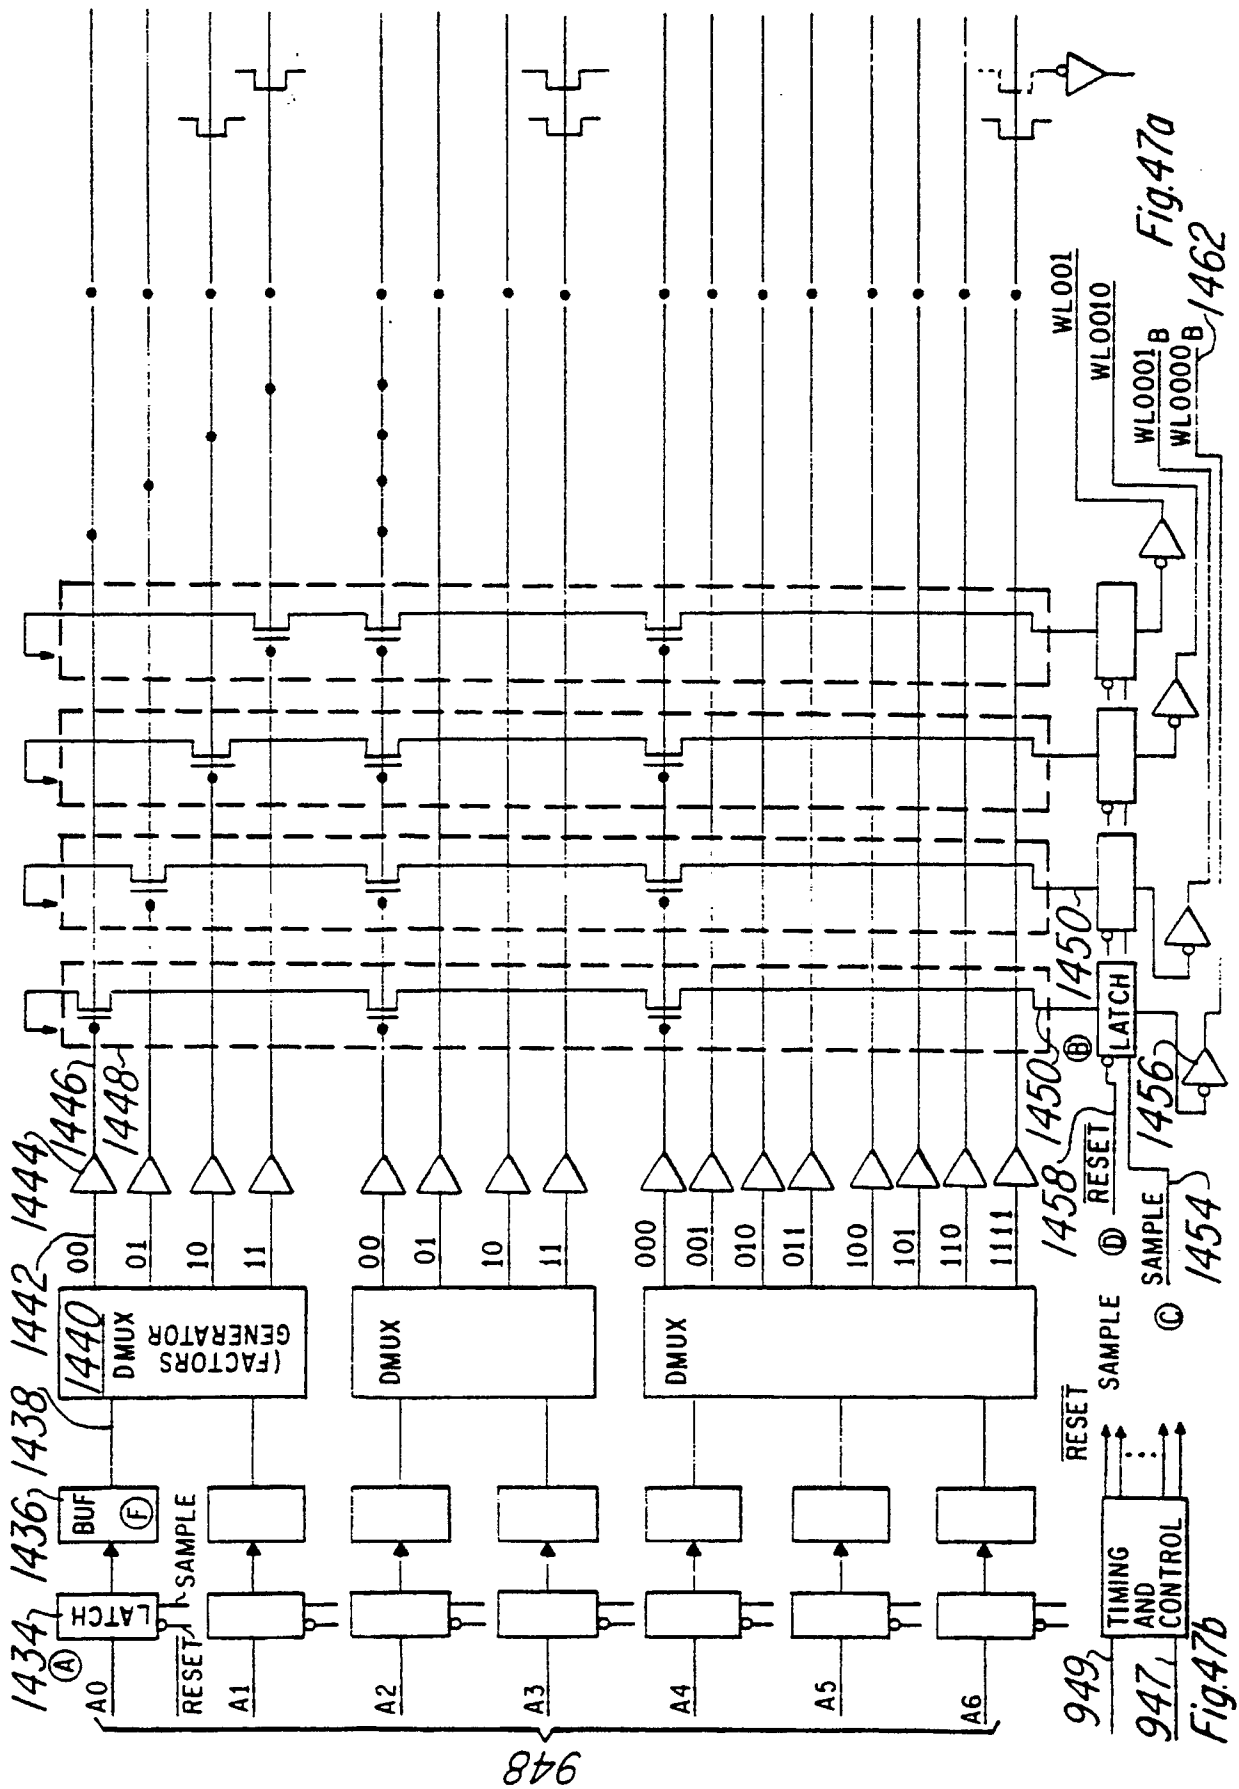 1434
1436
1438
1442
1444
1446
1448
A
LATCH
BUF
F
1440
DMUX
(FACTORS
GENERATOR
A0
RESET
SAMPLE
A1
A2
A3
A4
A5
A6
948
00
01
10
11
DMUX
00
01
10
11
DMUX
000
001
010
011
100
101
110
1111
1450
B
1450
LATCH
1458
D RESET
C SAMPLE
1454
1456
WL001
WL0010
WL0001B
WL0000B
1462
Fig.47a
949
947
TIMING
AND
CONTROL
RESET
SAMPLE
Fig.47b